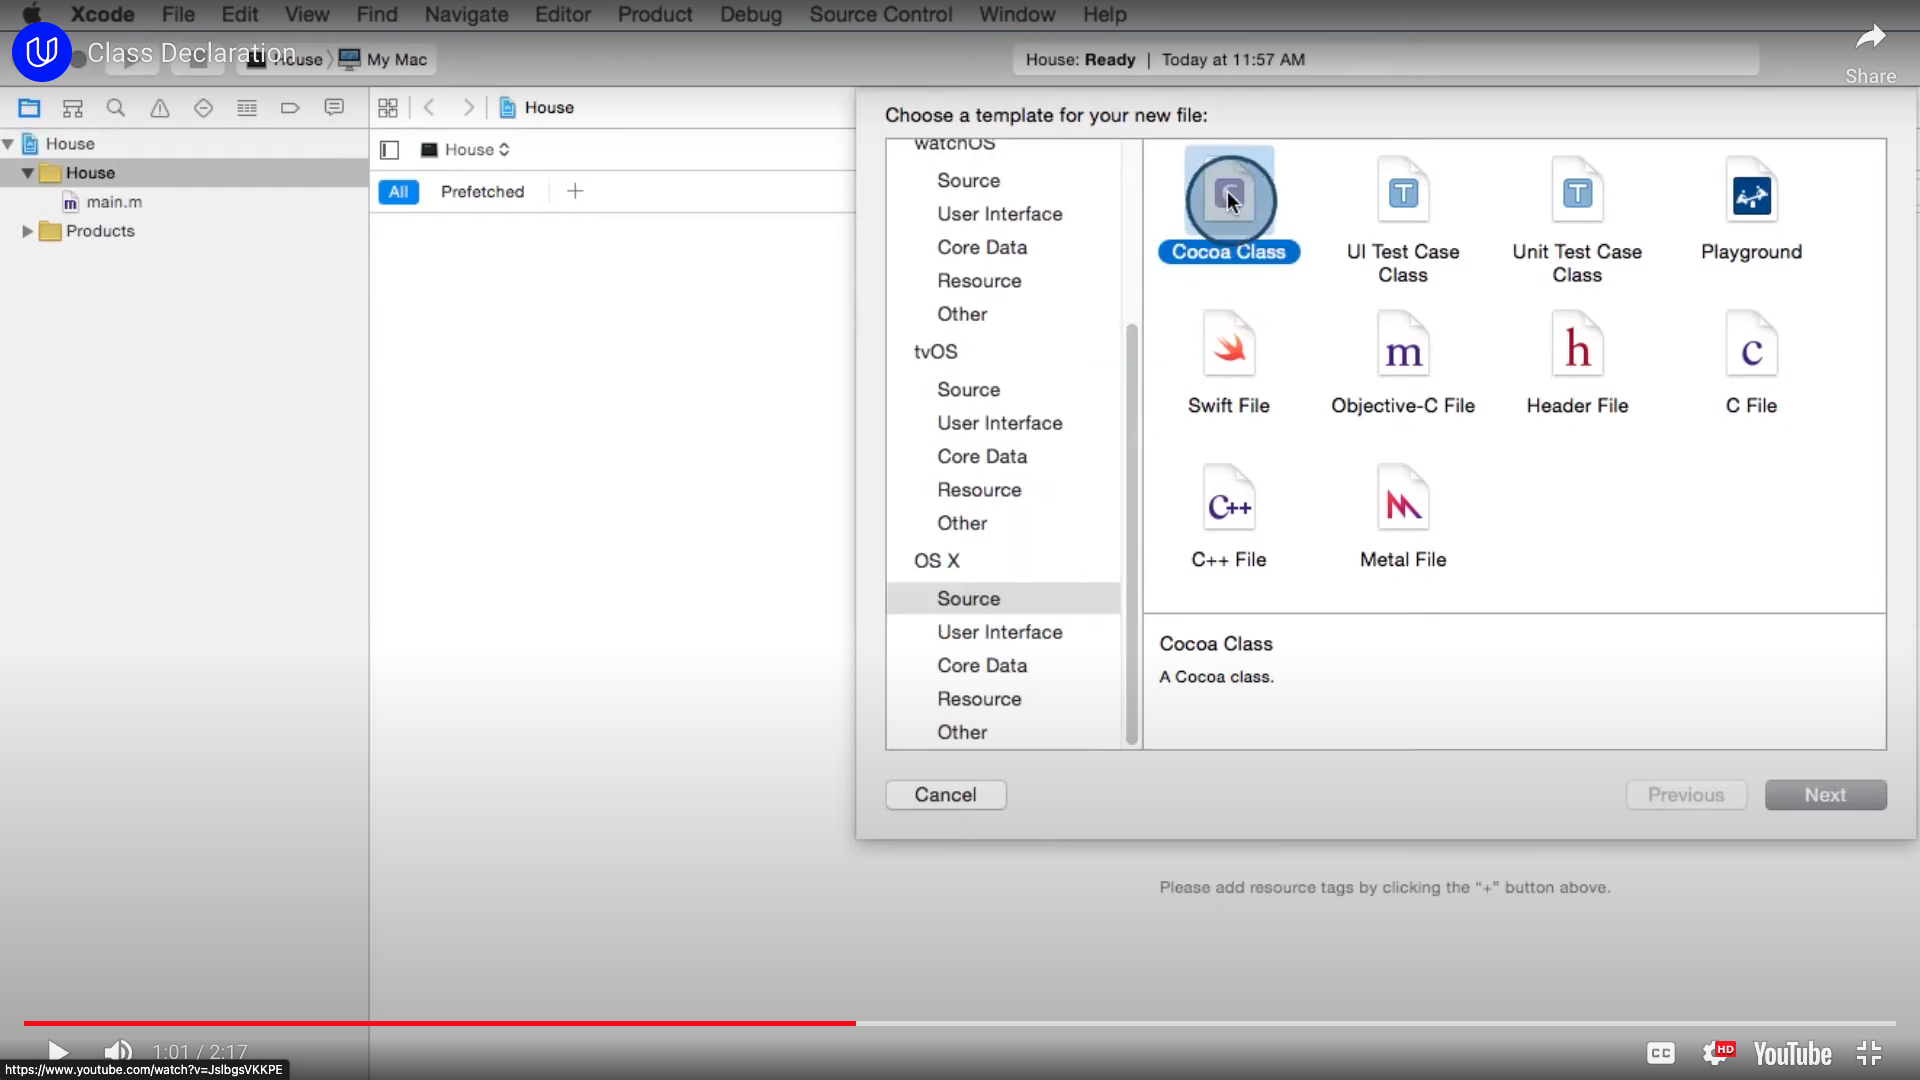 Xcode File Edit View Find Navigate Editor Product Debug Source Control Window Help
Class Declaration
House My Mac
House: Ready | Today at 11:57 AM
Share
House
House
main.m
Products
House
House
All Prefetched +
Choose a template for your new file:
watchOS
Source
User Interface
Core Data
Resource
Other
tvOS
Source
User Interface
Core Data
Resource
Other
OS X
Source
User Interface
Core Data
Resource
Other
Cocoa Class
UI Test Case
Class
Unit Test Case
Class
Playground
Swift File
m
Objective-C File
h
Header File
c
C File
C++
C++ File
Metal File
Cocoa Class
A Cocoa class.
Cancel
Previous
Next
Please add resource tags by clicking the “+” button above.
1:01 / 2:17
CC
HD
YouTube
https://www.youtube.com/watch?v=JslbgsVKKPE